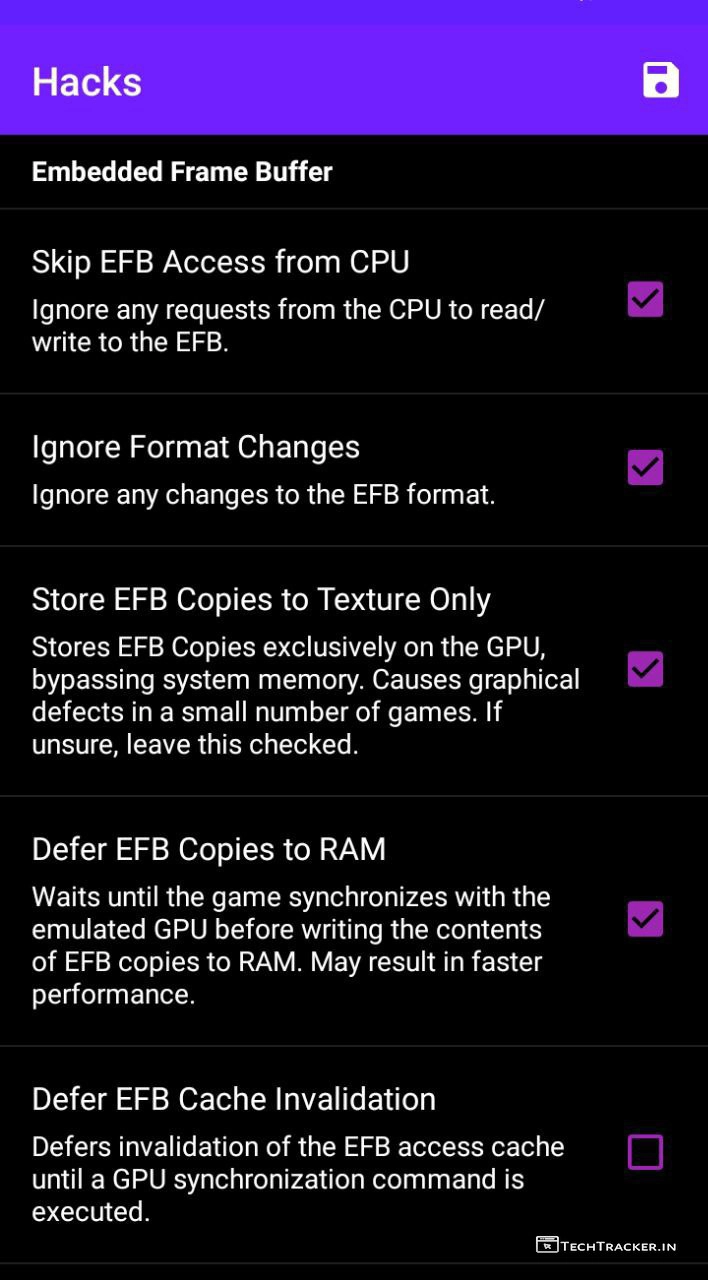 Hacks
Embedded Frame Buffer
Skip EFB Access from CPU
Ignore any requests from the CPU to read/
write to the EFB.
Ignore Format Changes
Ignore any changes to the EFB format.
Store EFB Copies to Texture Only
Stores EFB Copies exclusively on the GPU,
bypassing system memory. Causes graphical
defects in a small number of games. If
unsure, leave this checked.
Defer EFB Copies to RAM
Waits until the game synchronizes with the
emulated GPU before writing the contents
of EFB copies to RAM. May result in faster
performance.
Defer EFB Cache Invalidation
Defers invalidation of the EFB access cache
until a GPU synchronization command is
executed.
TECHTRACKER.IN